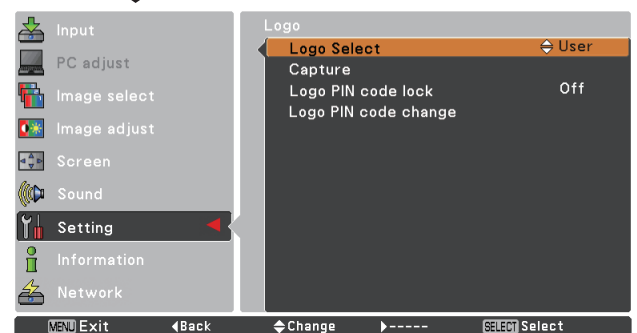 Input
PC adjust
Image select
Image adjust
Screen
Sound
Setting
Information
Network
Logo
Logo Select User
Capture
Logo PIN code lock Off
Logo PIN code change
MENU Exit Back Change ----- SELECT Select